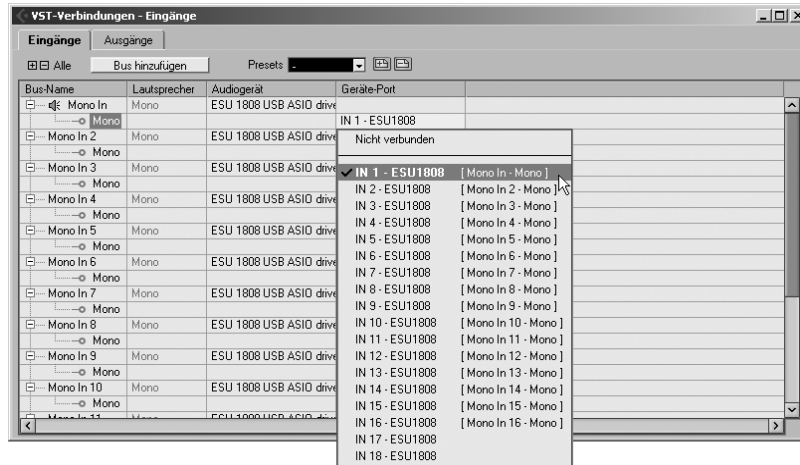 VST-Verbindungen - Eingänge
Eingänge Ausgänge
Alle Bus hinzufügen Presets -
Bus-Name Lautsprecher Audiogerät Geräte-Port
Mono In Mono ESU 1808 USB ASIO drive
Mono IN 1 - ESU1808
Mono In 2 Mono ESU 1808 USB ASIO drive
Mono
Mono In 3 Mono ESU 1808 USB ASIO drive
Mono
Mono In 4 Mono ESU 1808 USB ASIO drive
Mono
Mono In 5 Mono ESU 1808 USB ASIO drive
Mono
Mono In 6 Mono ESU 1808 USB ASIO drive
Mono
Mono In 7 Mono ESU 1808 USB ASIO drive
Mono
Mono In 8 Mono ESU 1808 USB ASIO drive
Mono
Mono In 9 Mono ESU 1808 USB ASIO drive
Mono
Mono In 10 Mono ESU 1808 USB ASIO drive
Mono
Mono In 11 Mono ESU 1808 USB ASIO drive
Nicht verbunden
IN 1 - ESU1808 [ Mono In - Mono ]
IN 2 - ESU1808 [ Mono In 2 - Mono ]
IN 3 - ESU1808 [ Mono In 3 - Mono ]
IN 4 - ESU1808 [ Mono In 4 - Mono ]
IN 5 - ESU1808 [ Mono In 5 - Mono ]
IN 6 - ESU1808 [ Mono In 6 - Mono ]
IN 7 - ESU1808 [ Mono In 7 - Mono ]
IN 8 - ESU1808 [ Mono In 8 - Mono ]
IN 9 - ESU1808 [ Mono In 9 - Mono ]
IN 10 - ESU1808 [ Mono In 10 - Mono ]
IN 11 - ESU1808 [ Mono In 11 - Mono ]
IN 12 - ESU1808 [ Mono In 12 - Mono ]
IN 13 - ESU1808 [ Mono In 13 - Mono ]
IN 14 - ESU1808 [ Mono In 14 - Mono ]
IN 15 - ESU1808 [ Mono In 15 - Mono ]
IN 16 - ESU1808 [ Mono In 16 - Mono ]
IN 17 - ESU1808
IN 18 - ESU1808